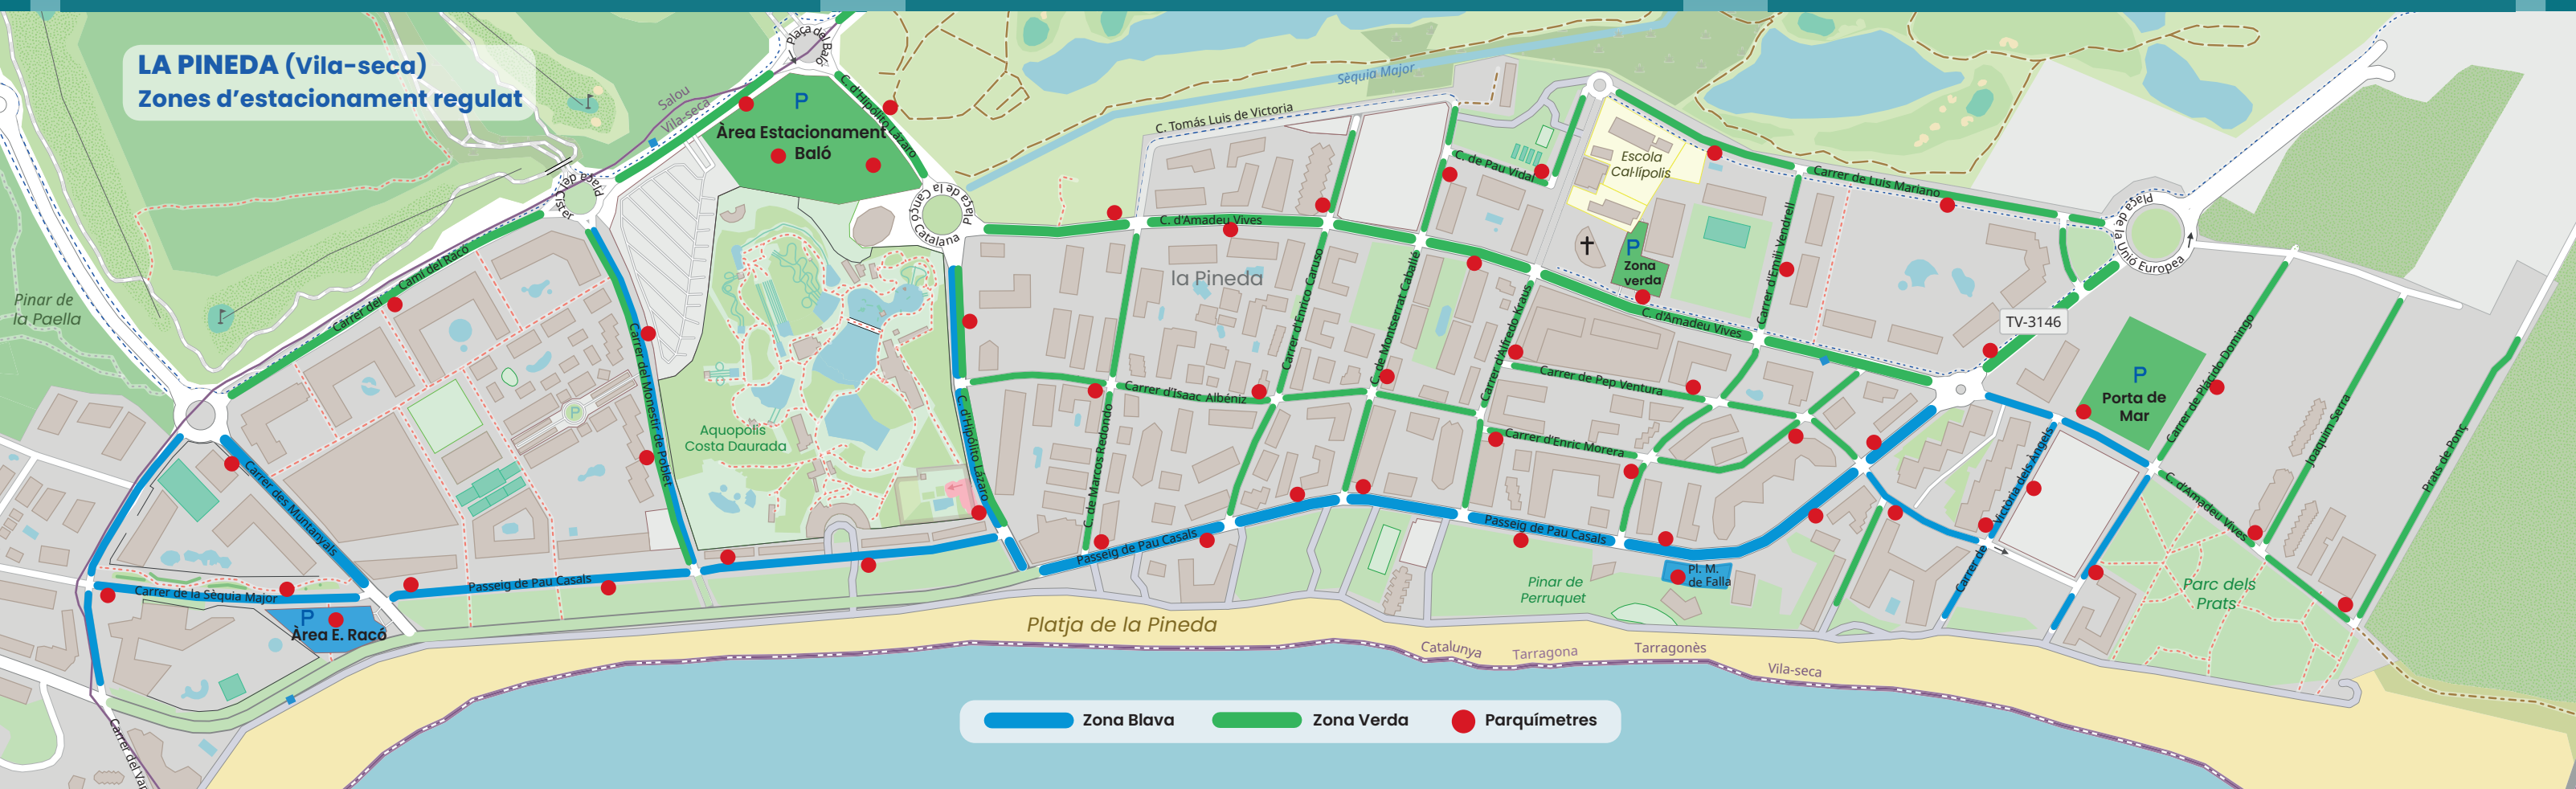 LA PINEDA (Vila-seca)
Zones d’estacionament regulat
Plaça del Baló
Salou
Vila-seca
P
Àrea Estacionament
Baló
C. d'Hipólito Lázaro
Plaça de la Cançó Catalana
Plaça del Cister
Sèquia Major
C. Tomás Luis de Victoria
C. de Pau Vidal
Escola
Cal·lípolis
Carrer de Luis Mariano
Plaça de la Unió Europea
C. d'Amadeu Vives
la Pineda
P
Zona
verda
Carrer d'Emili Vendrell
C. d'Amadeu Vives
TV-3146
Pinar de
la Paella
Carrer del Camí del Racó
Carrer del Monestir de Poblet
Carrer d'Enrico Caruso
C. de Montserrat Caballé
Carrer d'Alfredo Kraus
Carrer de Pep Ventura
Carrer d'Isaac Albéniz
C. de Marcos Redondo
C. d'Hipólito Lázaro
Carrer d'Enric Morera
P
Porta de
Mar
Carrer de Plácido Domingo
Joaquim Serra
Prats de Ponç
P
Aquopolis
Costa Daurada
Carrer des Muntanyals
Carrer de la Sèquia Major
Passeig de Pau Casals
Passeig de Pau Casals
Passeig de Pau Casals
Carrer de Victòria dels Àngels
C. d'Amadeu Vives
P
Àrea E. Racó
Pl. M.
de Falla
Pinar de
Perruquet
Parc dels
Prats
Platja de la Pineda
Catalunya
Tarragona
Tarragonès
Vila-seca
Zona Blava
Zona Verda
Parquímetres